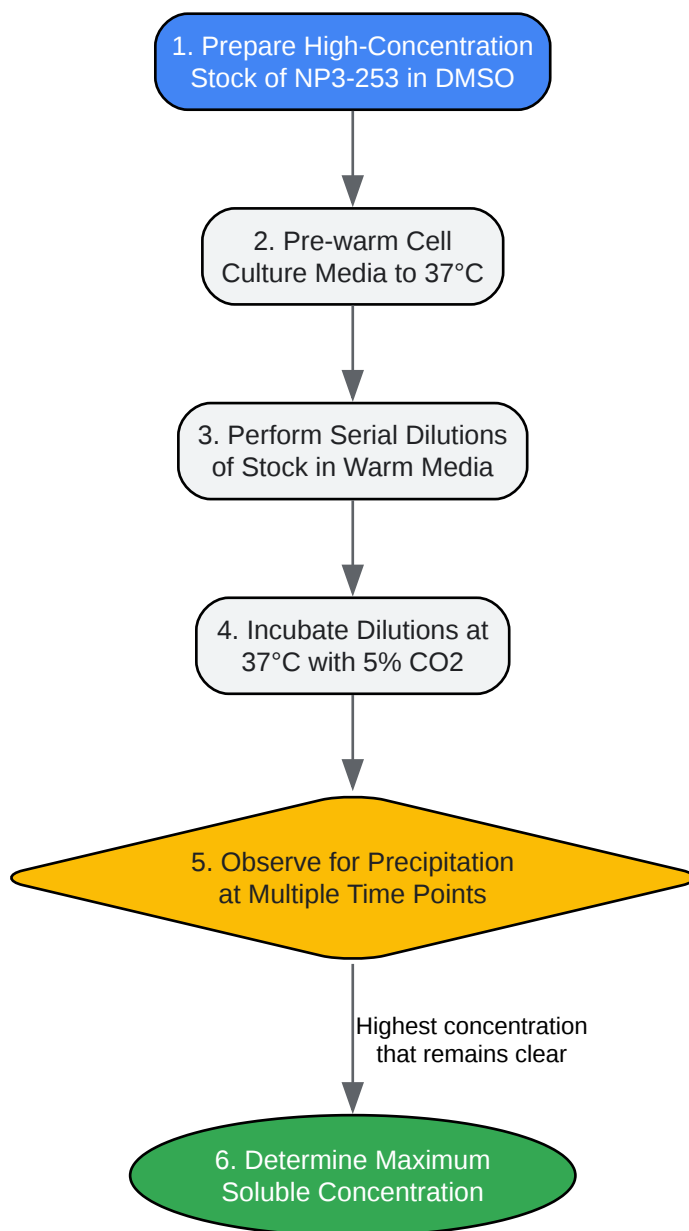 1. Prepare High-Concentration
Stock of NP3-253 in DMSO
2. Pre-warm Cell
Culture Media to 37°C
3. Perform Serial Dilutions
of Stock in Warm Media
4. Incubate Dilutions at
37°C with 5% CO2
5. Observe for Precipitation
at Multiple Time Points
Highest concentration
that remains clear
6. Determine Maximum
Soluble Concentration